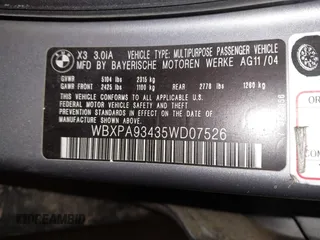 BMW
X3 3.0iA VEHICLE TYPE: MULTIPURPOSE PASSENGER VEHICLE
MFD BY BAYERISCHE MOTOREN WERKE AG 11/04
GVWR 5104 lbs 2315 kg
GAWR FRONT 2425 lbs 1100 kg REAR 2778 lbs 1260 kg
THIS VEHICLE CONFORMS TO ALL APPLICABLE FEDERAL
MOTOR VEHICLE SAFETY, BUMPER, AND THEFT
PREVENTION STANDARDS IN EFFECT ON THE DATE OF
MANUFACTURE SHOWN ABOVE
WBXPA93435WD07526